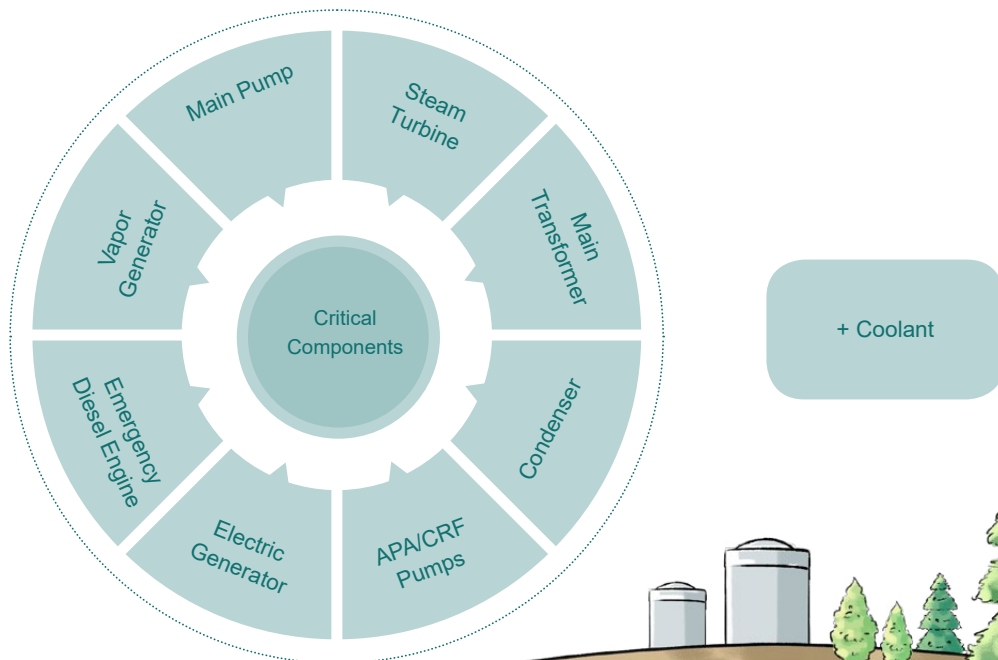 Main Pump
Steam
Turbine
Main
Transformer
Condenser
APA/CRF
Pumps
Electric
Generator
Emergency
Diesel Engine
Vapor
Generator
Critical
Components
+ Coolant